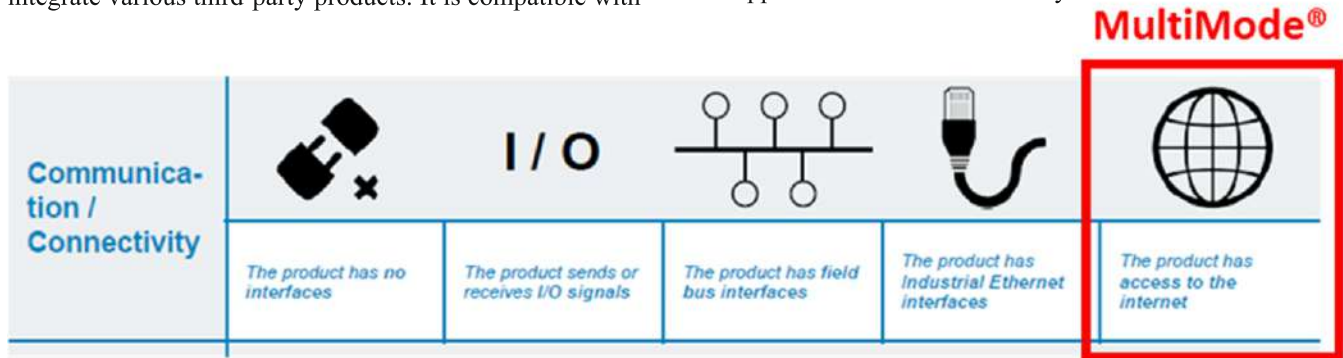 integrate various third-party products. It is compatible with
MultiMode®
Communica-
tion /
Connectivity
I / O
The product has no
interfaces
The product sends or
receives I/O signals
The product has field
bus interfaces
The product has
Industrial Ethernet
interfaces
The product has
access to the
internet